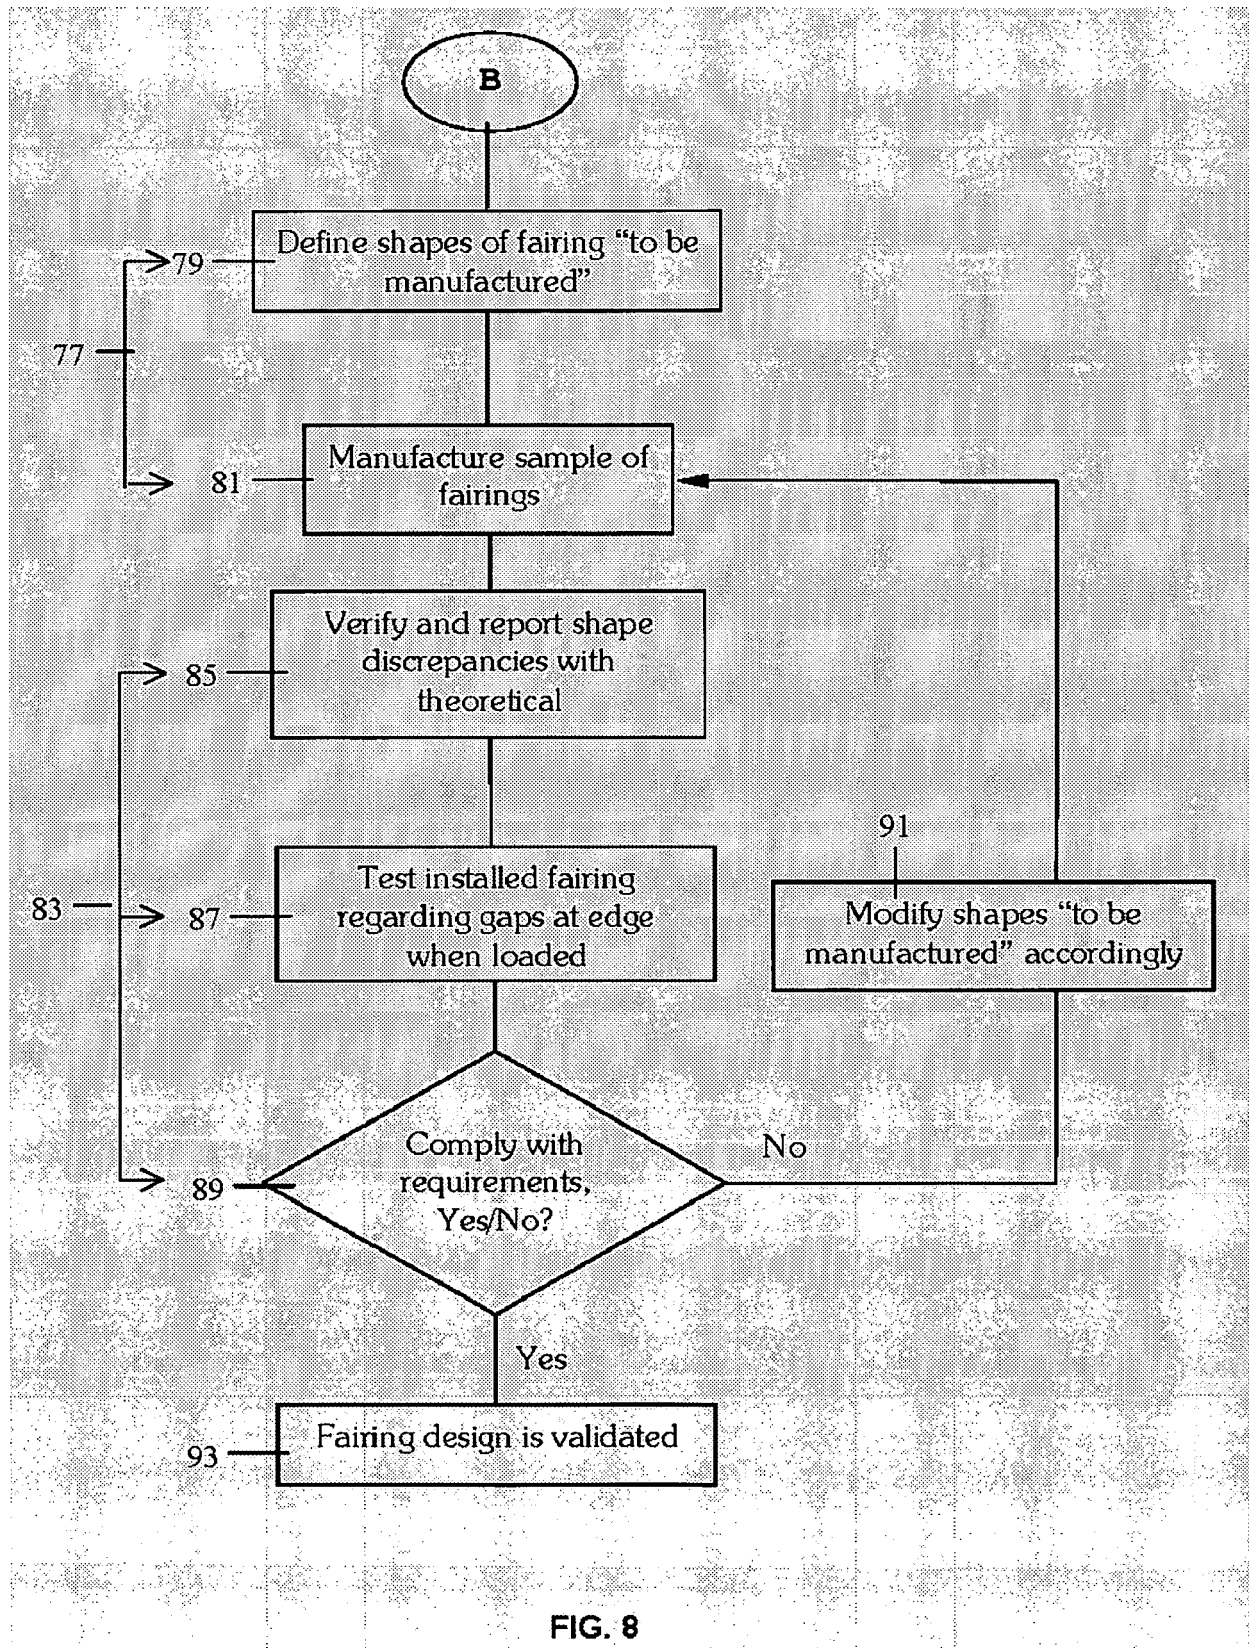 B
Define shapes of fairing “to be
manufactured”
79
77
Manufacture sample of
fairings
81
Verify and report shape
discrepancies with
theoretical
85
91
Test installed fairing
regarding gaps at edge
when loaded
83
87
Modify shapes “to be
manufactured” accordingly
Comply with
requirements,
Yes/No?
No
89
Yes
Fairing design is validated
93
FIG. 8